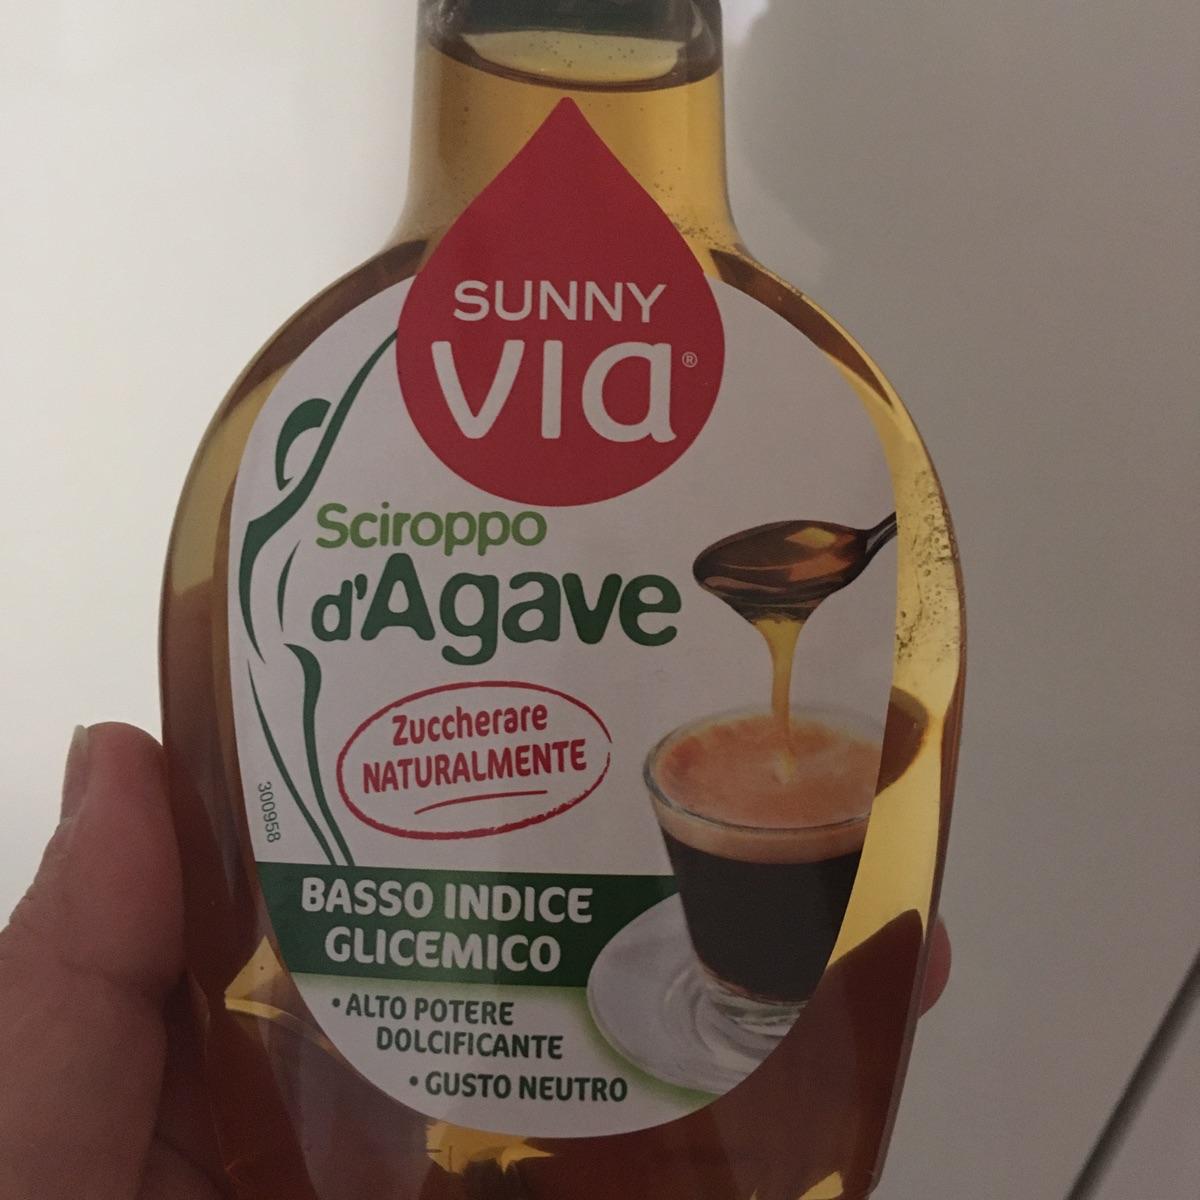 SUNNY
via®
Sciroppo
d'Agave
Zuccherare
NATURALMENTE
300958
BASSO INDICE
GLICEMICO
• ALTO POTERE
DOLCIFICANTE
• GUSTO NEUTRO